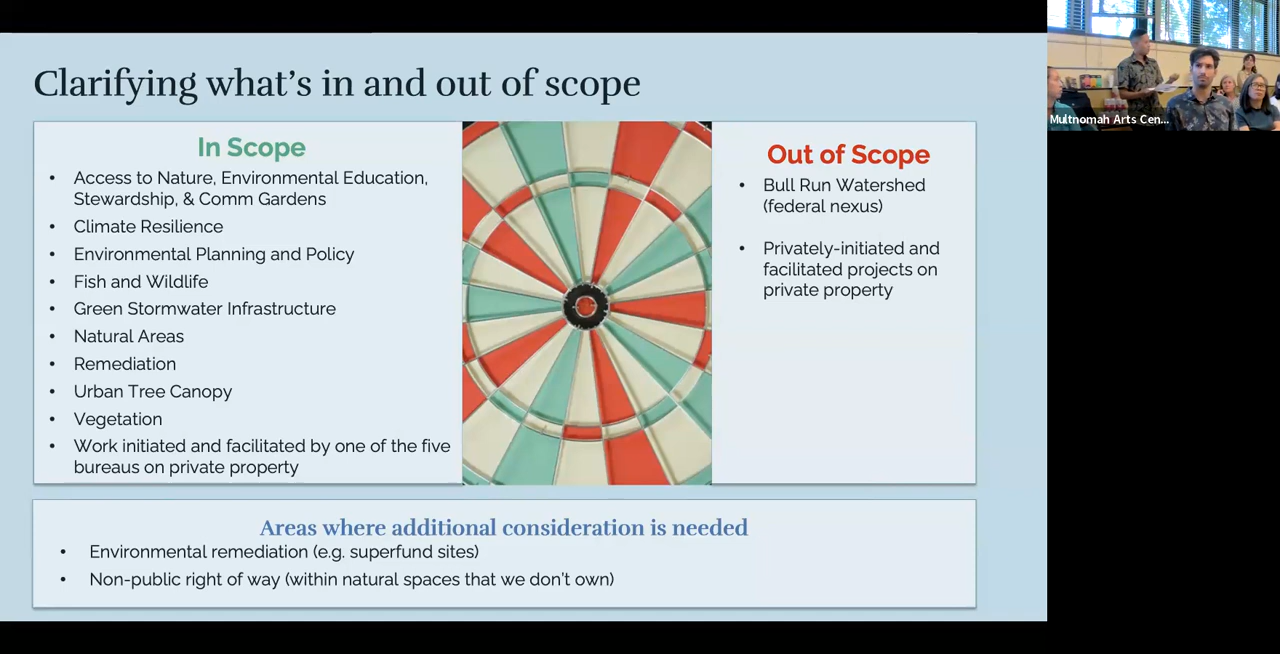 Clarifying what's in and out of scope
In Scope
• Access to Nature, Environmental Education,
Stewardship, & Comm Gardens
• Climate Resilience
• Environmental Planning and Policy
• Fish and Wildlife
• Green Stormwater Infrastructure
• Natural Areas
• Remediation
• Urban Tree Canopy
• Vegetation
• Work initiated and facilitated by one of the five
bureaus on private property
Out of Scope
• Bull Run Watershed
(federal nexus)
• Privately-initiated and
facilitated projects on
private property
Areas where additional consideration is needed
• Environmental remediation (e.g. superfund sites)
• Non-public right of way (within natural spaces that we don't own)
Multnomah Arts Cen...